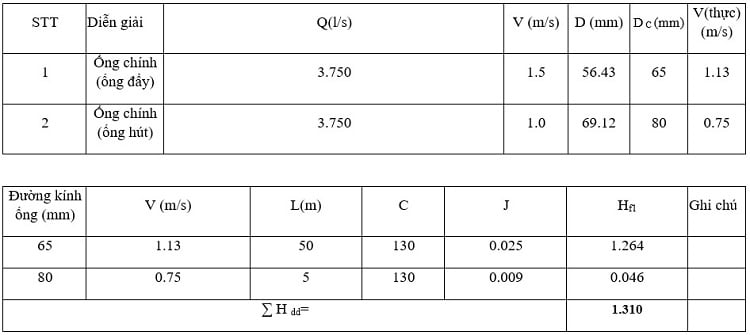 STT Diễn giải Q(l/s) V (m/s) D (mm) D c (mm) V(thực) (m/s)
1 Ống chính (ống đẩy) 3.750 1.5 56.43 65 1.13
2 Ống chính (ống hút) 3.750 1.0 69.12 80 0.75
Đường kính ống (mm) V (m/s) L(m) C J Hf1 Ghi chú
65 1.13 50 130 0.025 1.264
80 0.75 5 130 0.009 0.046
∑ H dd= 1.310